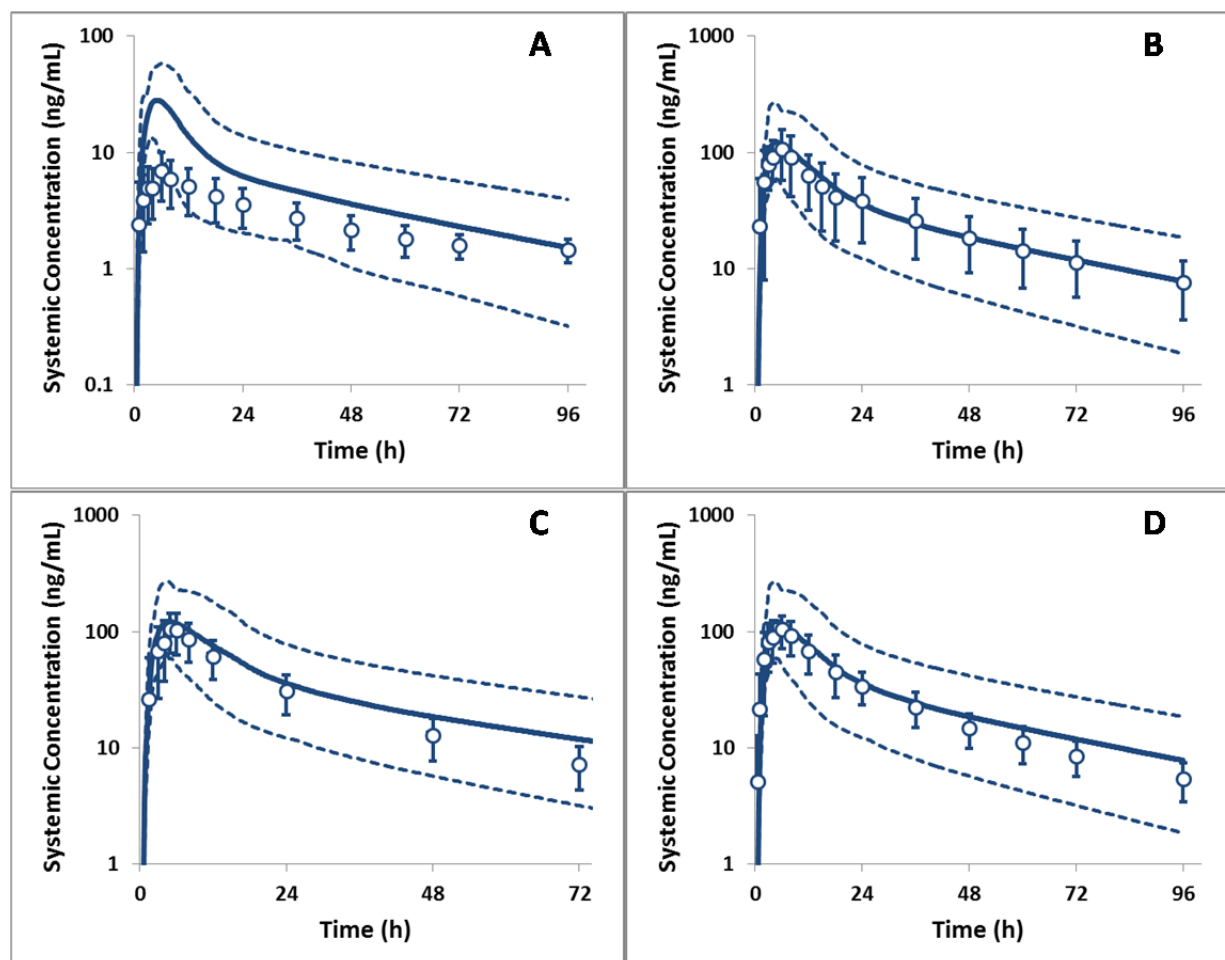 A
Systemic Concentration (ng/mL)
100
10
1
0.1
0 24 48 72 96
Time (h)
B
Systemic Concentration (ng/mL)
1000
100
10
1
0 24 48 72 96
Time (h)
C
Systemic Concentration (ng/mL)
1000
100
10
1
0 24 48 72
Time (h)
D
Systemic Concentration (ng/mL)
1000
100
10
1
0 24 48 72 96
Time (h)